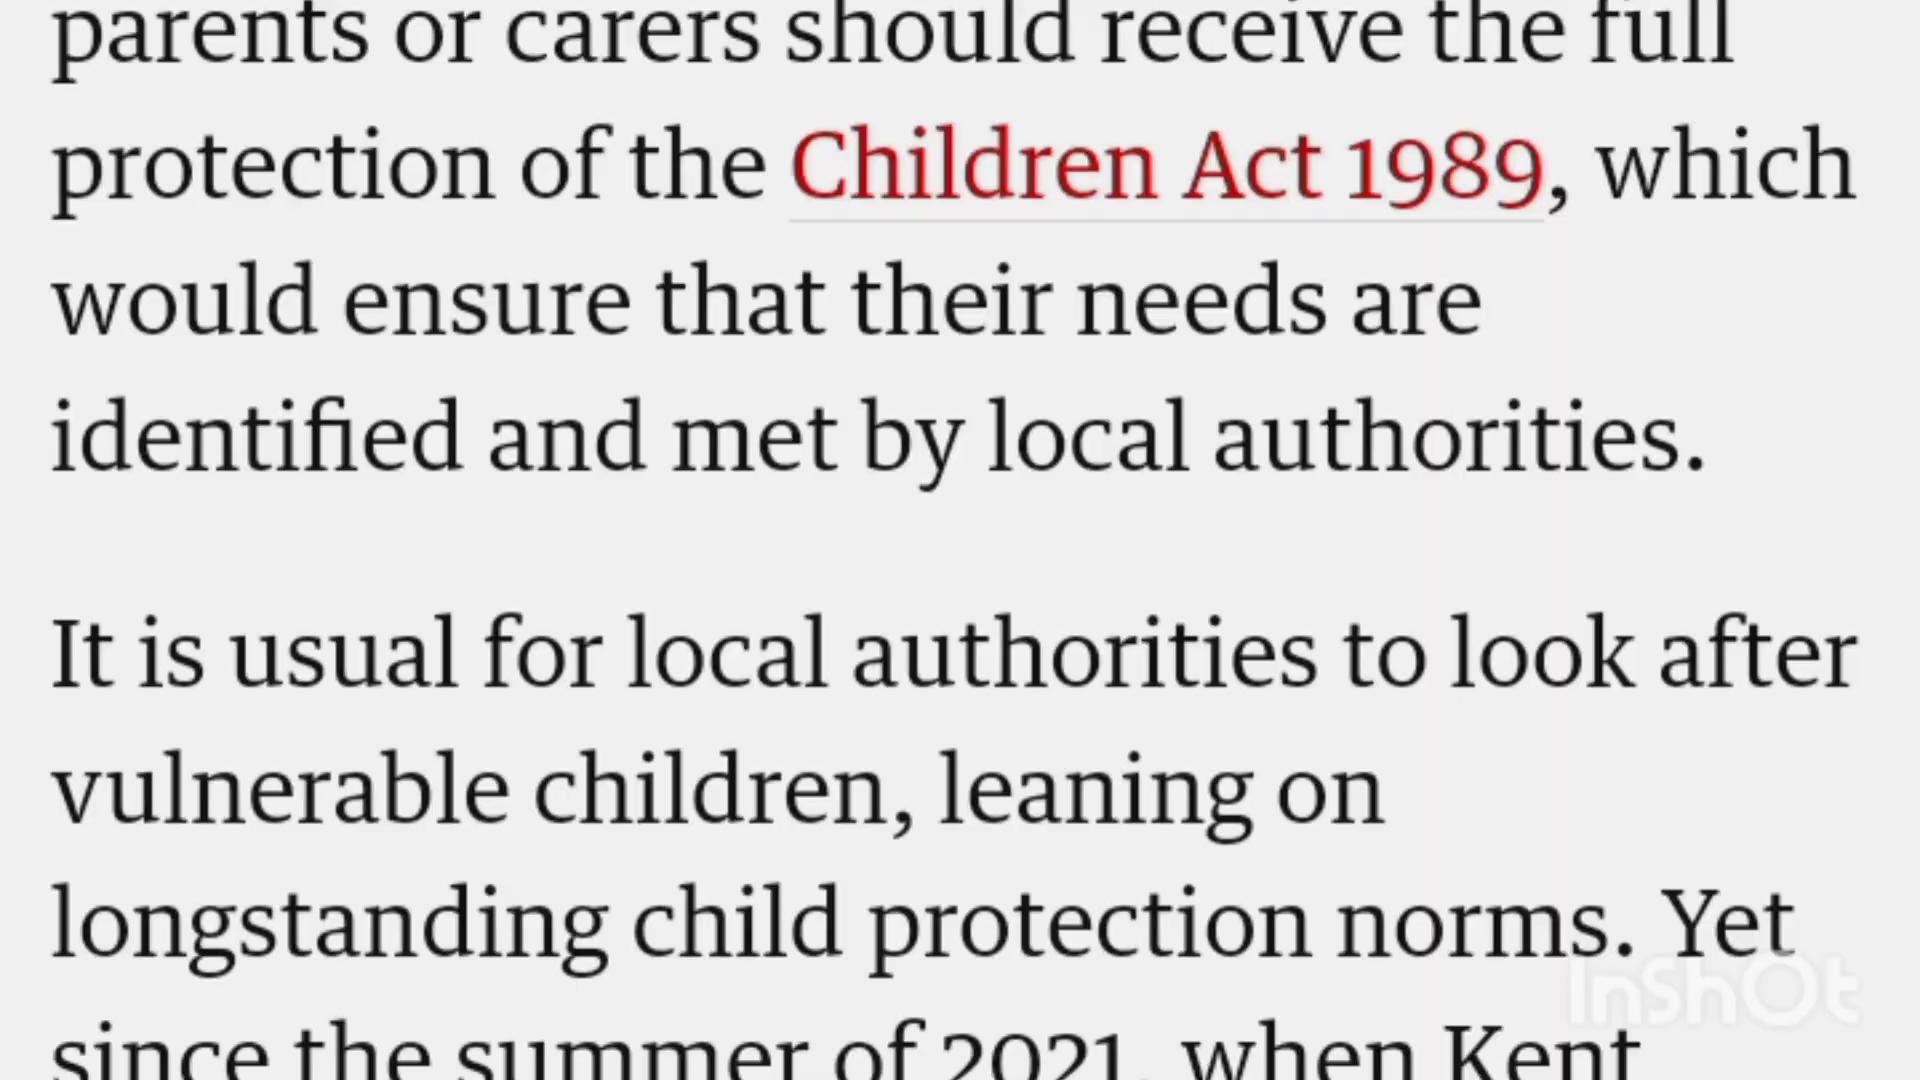 parents or carers should receive the full
protection of the Children Act 1989, which
would ensure that their needs are
identified and met by local authorities.
It is usual for local authorities to look after
vulnerable children, leaning on
longstanding child protection norms. Yet
since the summer of 2021, when Kent
InShOt